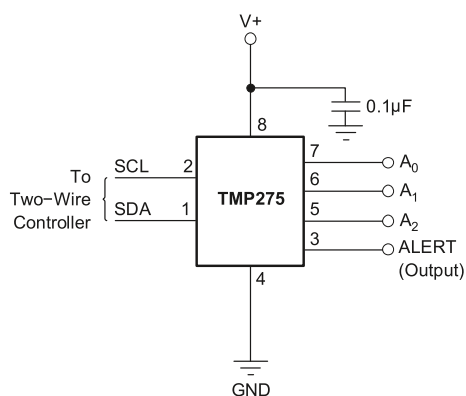 V+
0.1µF
8
To
Two−Wire
Controller
SCL
2
SDA
1
TMP275
7
A0
6
A1
5
A2
3
ALERT
(Output)
4
GND